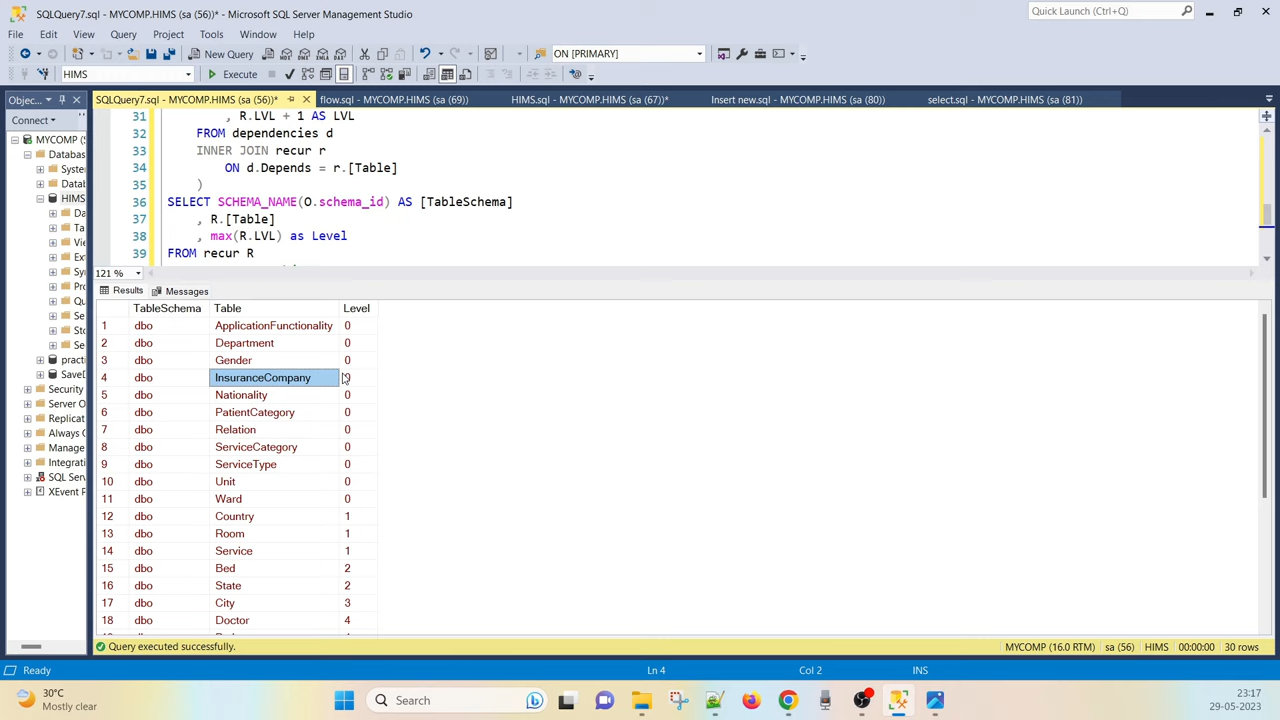 SQLQuery7.sql - MYCOMP.HIMS (sa (56))* - Microsoft SQL Server Management Studio
Quick Launch (Ctrl+Q)
File Edit View Query Project Tools Window Help
New Query ON [PRIMARY]
HIMS Execute
Objec... SQLQuery7.sql - MYCOMP.HIMS (sa (56))* flow.sql - MYCOMP.HIMS (sa (69)) HIMS.sql - MYCOMP.HIMS (sa (67))* Insert new.sql - MYCOMP.HIMS (sa (80)) select.sql - MYCOMP.HIMS (sa (81))
Connect
MYCOMP (
Databas
Syste
Datab
HIMS
Da
Ta
Vie
Ext
Syr
Pro
Qu
Se
Sto
Se
practi
SaveD
Security
Server O
Replicat
Always C
Manage
Integrati
SQL Serv
XEvent P
31 , R.LVL + 1 AS LVL
32 FROM dependencies d
33 INNER JOIN recur r
34 ON d.Depends = r.[Table]
35 )
36 SELECT SCHEMA_NAME(O.schema_id) AS [TableSchema]
37 , R.[Table]
38 , max(R.LVL) as Level
39 FROM recur R
121 %
Results Messages
TableSchema Table Level
1 dbo ApplicationFunctionality 0
2 dbo Department 0
3 dbo Gender 0
4 dbo InsuranceCompany 0
5 dbo Nationality 0
6 dbo PatientCategory 0
7 dbo Relation 0
8 dbo ServiceCategory 0
9 dbo ServiceType 0
10 dbo Unit 0
11 dbo Ward 0
12 dbo Country 1
13 dbo Room 1
14 dbo Service 1
15 dbo Bed 2
16 dbo State 2
17 dbo City 3
18 dbo Doctor 4
Query executed successfully. MYCOMP (16.0 RTM) sa (56) HIMS 00:00:00 30 rows
Ready Ln 4 Col 2 INS
30°C
Mostly clear
Search
23:17
29-05-2023